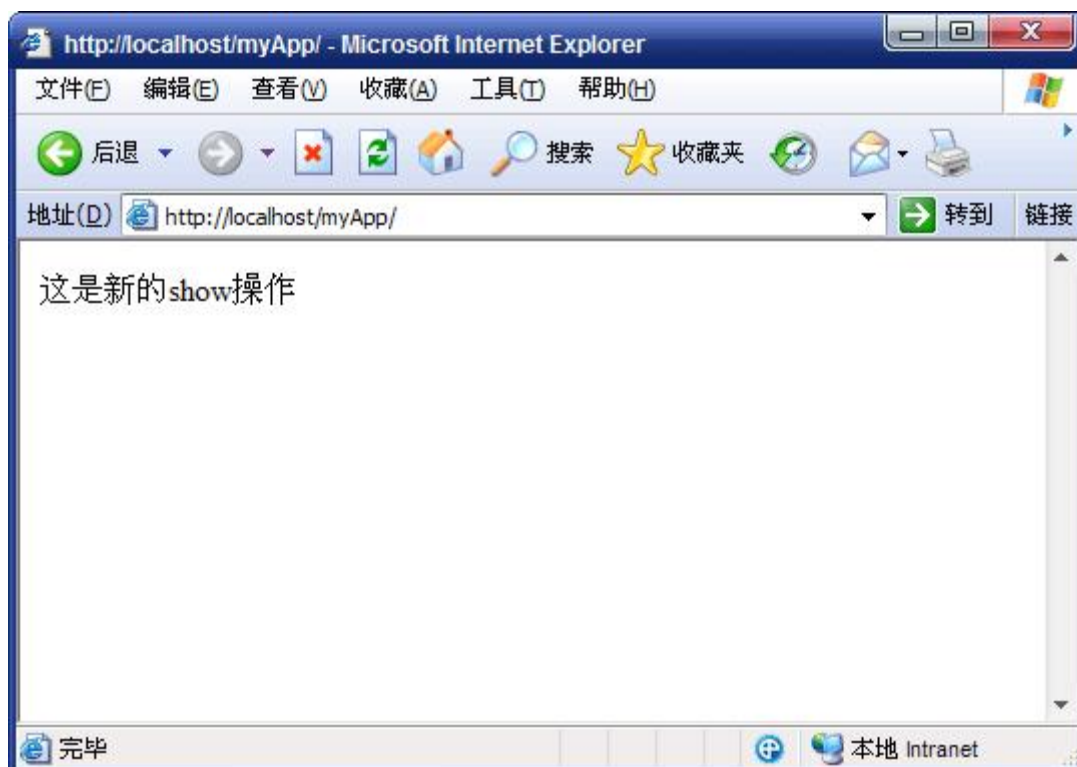 http://localhost/myApp/ - Microsoft Internet Explorer
文件(F) 编辑(E) 查看(V) 收藏(A) 工具(T) 帮助(H)
后退 搜索 收藏夹
地址(D) http://localhost/myApp/ 转到 链接
这是新的show操作
完毕 本地 Intranet